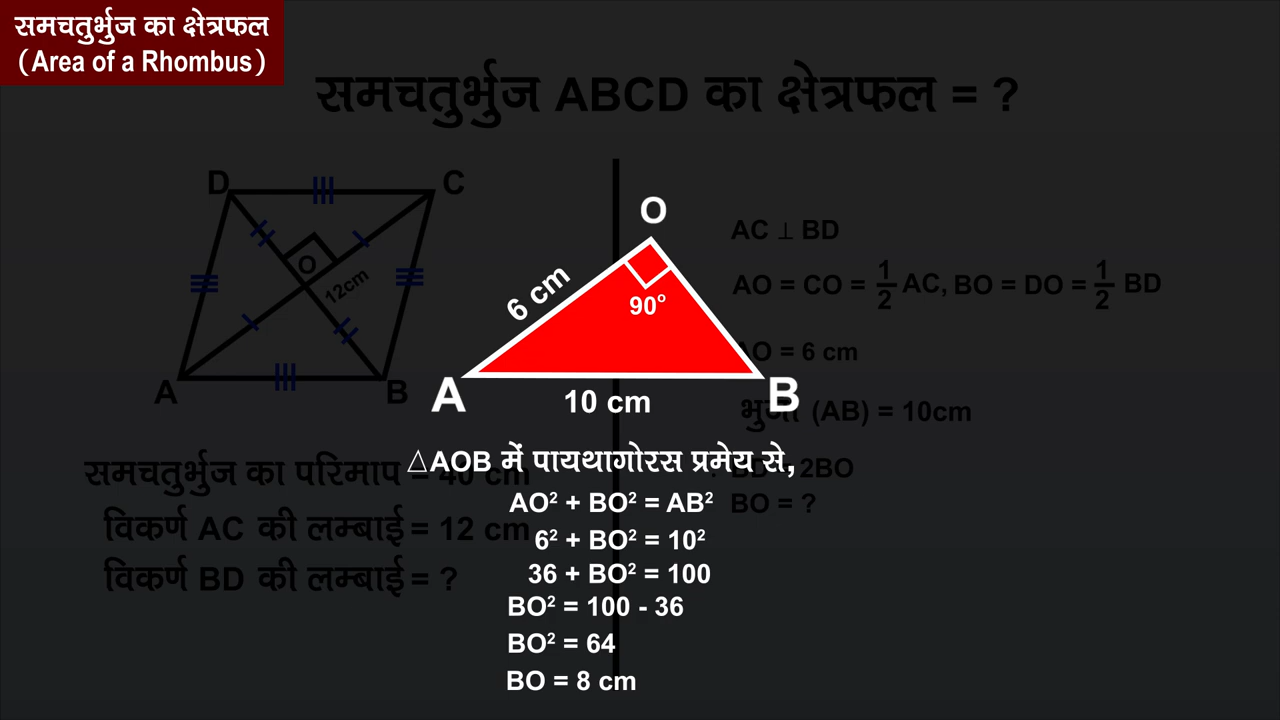 समचतुर्भुज का क्षेत्रफल
(Area of a Rhombus)
समचतुर्भुज ABCD का क्षेत्रफल = ?
D
C
O
12cm
A
B
समचतुर्भुज का परिमाप = 40 cm
विकर्ण AC की लम्बाई = 12 cm
विकर्ण BD की लम्बाई = ?
O
6 cm
90°
A
10 cm
B
△AOB में पायथागोरस प्रमेय से,
AO² + BO² = AB²
6² + BO² = 10²
36 + BO² = 100
BO² = 100 - 36
BO² = 64
BO = 8 cm
AC ⊥ BD
AO = CO = 1/2 AC, BO = DO = 1/2 BD
AO = 6 cm
भुजा (AB) = 10cm
BD = 2BO
BO = ?